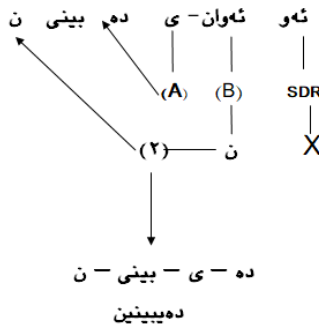 ئەو ئەوان - ی دە بینی ن
(A) (B) SDR
(٢) ن X
دە – ی – بینی – ن
دەیبینین